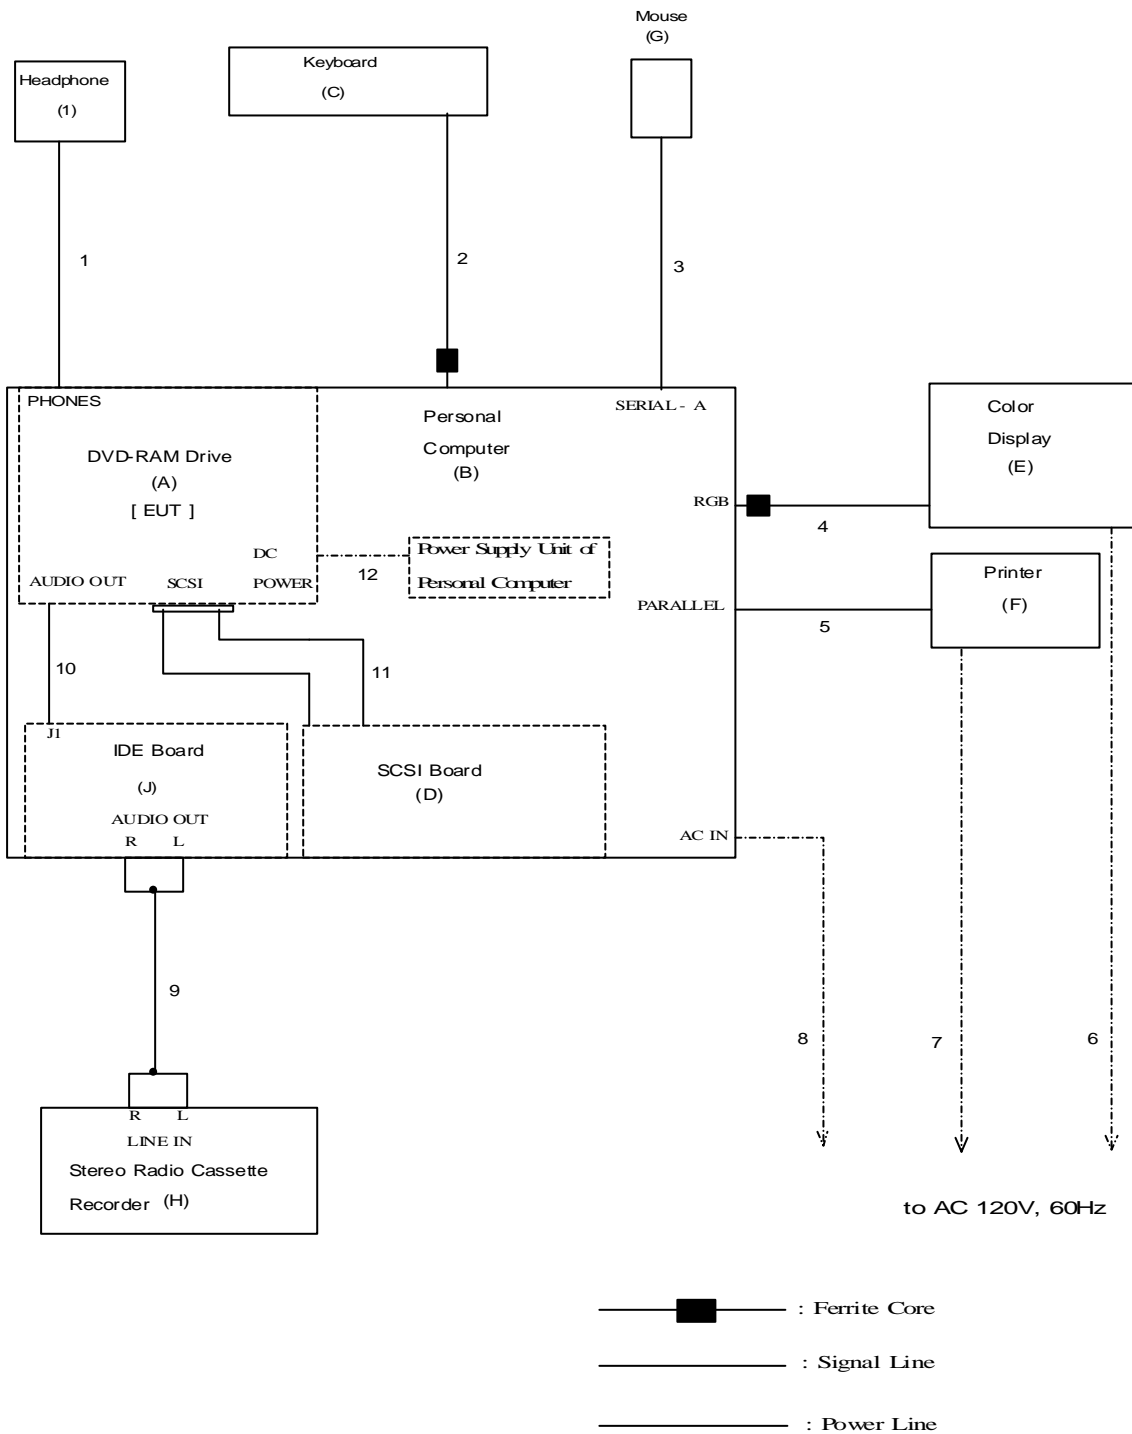 Mouse
(G)
Headphone
(1)
Keyboard
(C)
1
2
3
PHONES
DVD-RAM Drive
(A)
[ EUT ]
DC
POWER
AUDIO OUT
SCSI
Personal
Computer
(B)
SERIAL - A
RGB
4
Color
Display
(E)
12
Power Supply Unit of
Personal Computer
PARALLEL
5
Printer
(F)
10
11
J1
IDE Board
(J)
AUDIO OUT
R L
SCSI Board
(D)
AC IN
9
8
7
6
R L
LINE IN
Stereo Radio Cassette
Recorder (H)
to AC 120V, 60Hz
: Ferrite Core
: Signal Line
: Power Line